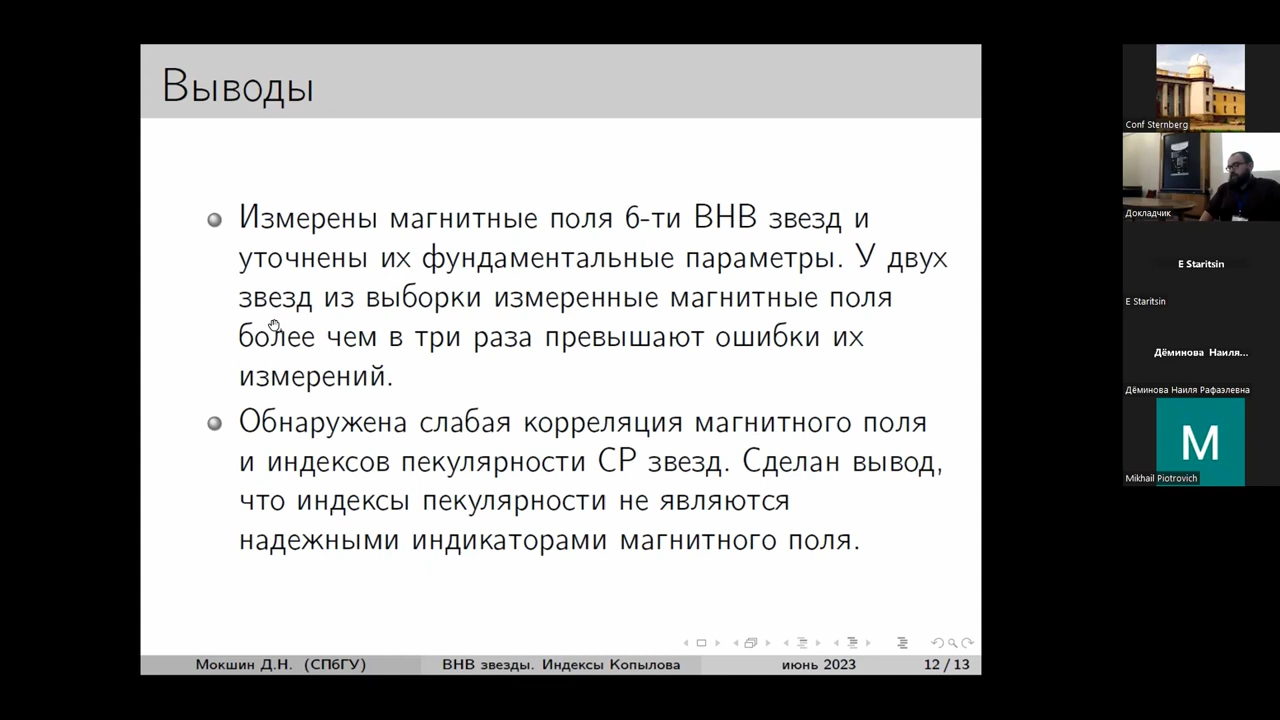 Выводы
Измерены магнитные поля 6-ти BHB звезд и
уточнены их фундаментальные параметры. У двух
звезд из выборки измеренные магнитные поля
более чем в три раза превышают ошибки их
измерений.
Обнаружена слабая корреляция магнитного поля
и индексов пекулярности CP звезд. Сделан вывод,
что индексы пекулярности не являются
надежными индикаторами магнитного поля.
Мокшин Д.Н. (СПбГУ) BHB звезды. Индексы Копылова июнь 2023 12 / 13
Conf Sternberg
Докладчик
E Staritsin
E Staritsin
Дёминова Наиля...
Дёминова Наиля Рафаэлевна
M
Mikhail Piotrovich